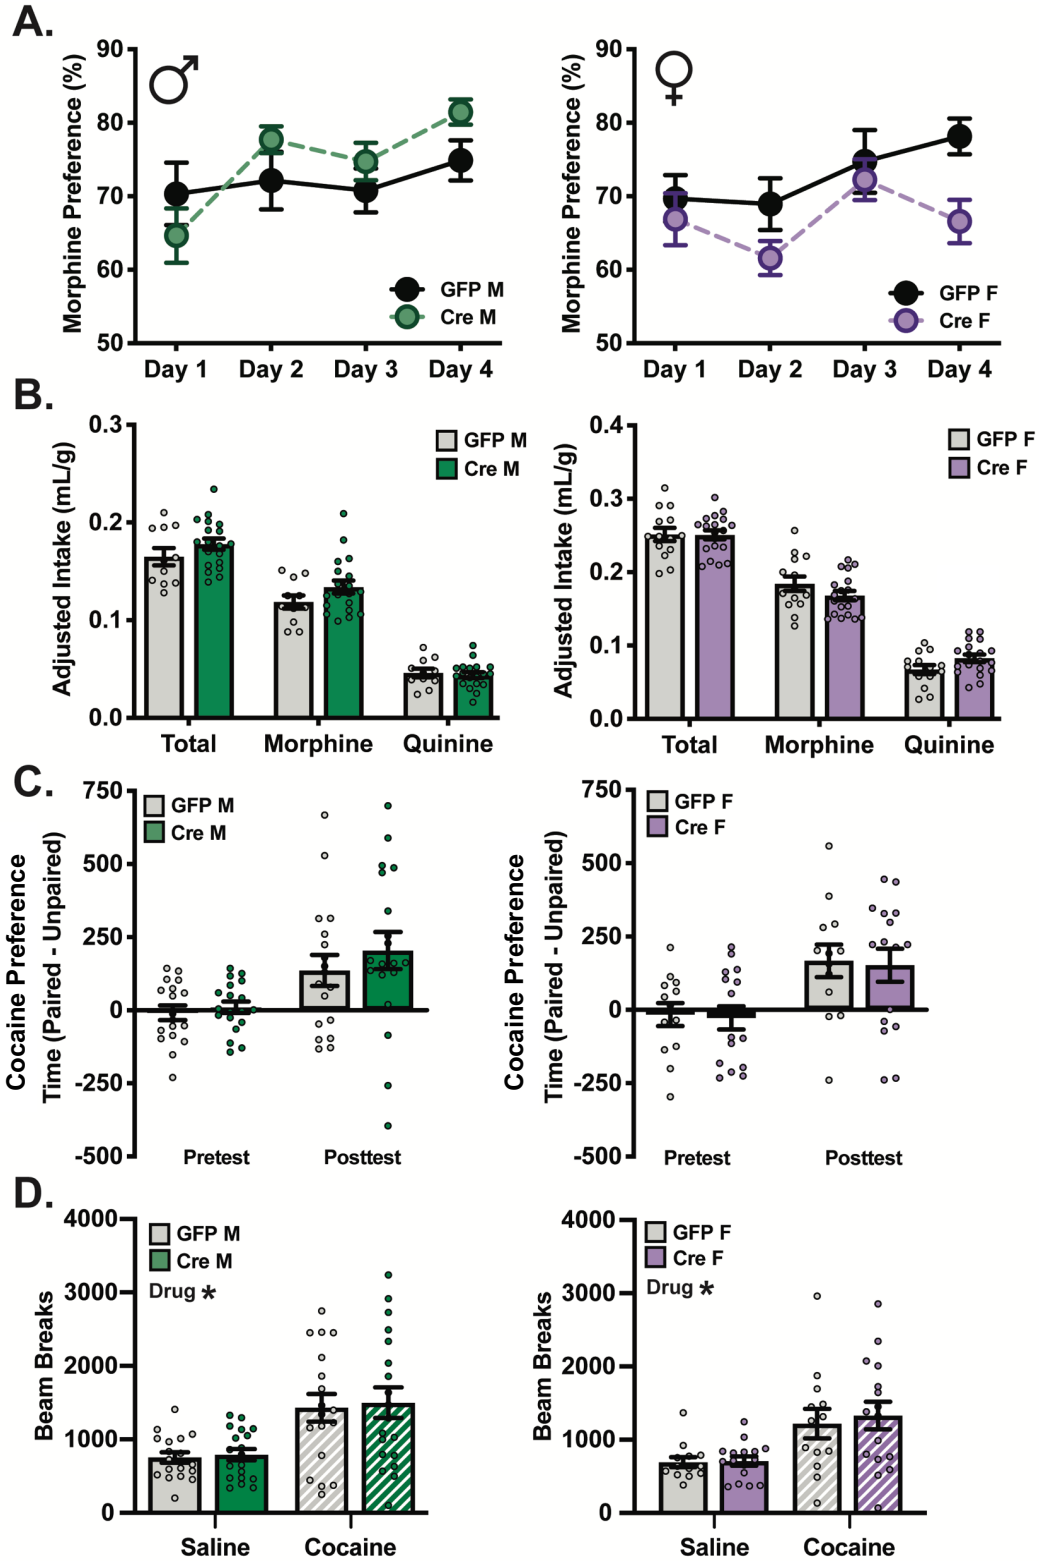 A.
Morphine Preference (%)
90
80
70
60
50
GFP M
Cre M
Day 1 Day 2 Day 3 Day 4
Morphine Preference (%)
90
80
70
60
50
GFP F
Cre F
Day 1 Day 2 Day 3 Day 4
B.
Adjusted Intake (mL/g)
0.3
0.2
0.1
0.0
GFP M
Cre M
Total Morphine Quinine
Adjusted Intake (mL/g)
0.4
0.3
0.2
0.1
0.0
GFP F
Cre F
Total Morphine Quinine
C.
Cocaine Preference
Time (Paired - Unpaired)
750
500
250
0
-250
-500
GFP M
Cre M
Pretest Posttest
Cocaine Preference
Time (Paired - Unpaired)
750
500
250
0
-250
-500
GFP F
Cre F
Pretest Posttest
D.
Beam Breaks
4000
3000
2000
1000
0
GFP M
Cre M
Drug *
Saline Cocaine
Beam Breaks
4000
3000
2000
1000
0
GFP F
Cre F
Drug *
Saline Cocaine